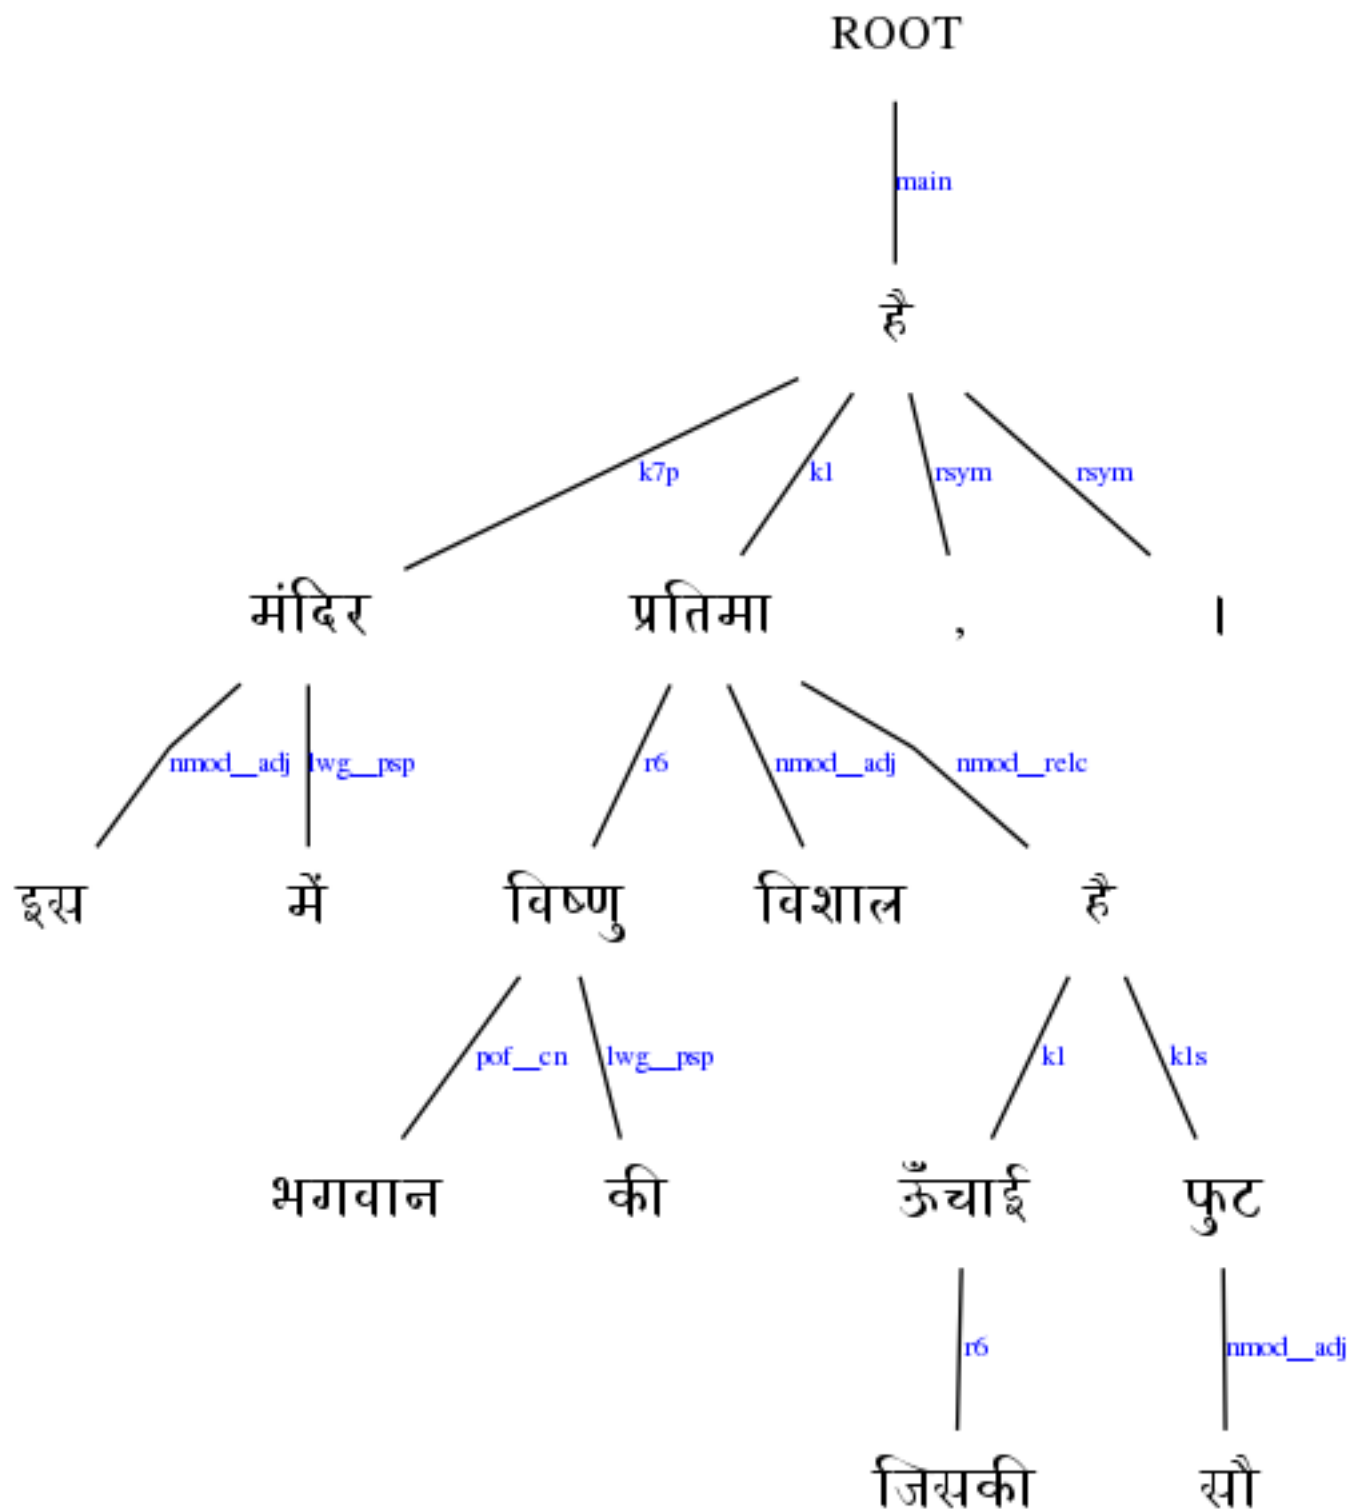 ROOT
main
है
k7p k1 rsym rsym
मंदिर प्रतिमा , ।
nmod__adj lwg__psp r6 nmod__adj nmod__relc
इस में विष्णु विशाल है
pof__cn lwg__psp k1 k1s
भगवान की ऊँचाई फुट
r6 nmod__adj
जिसकी सौ